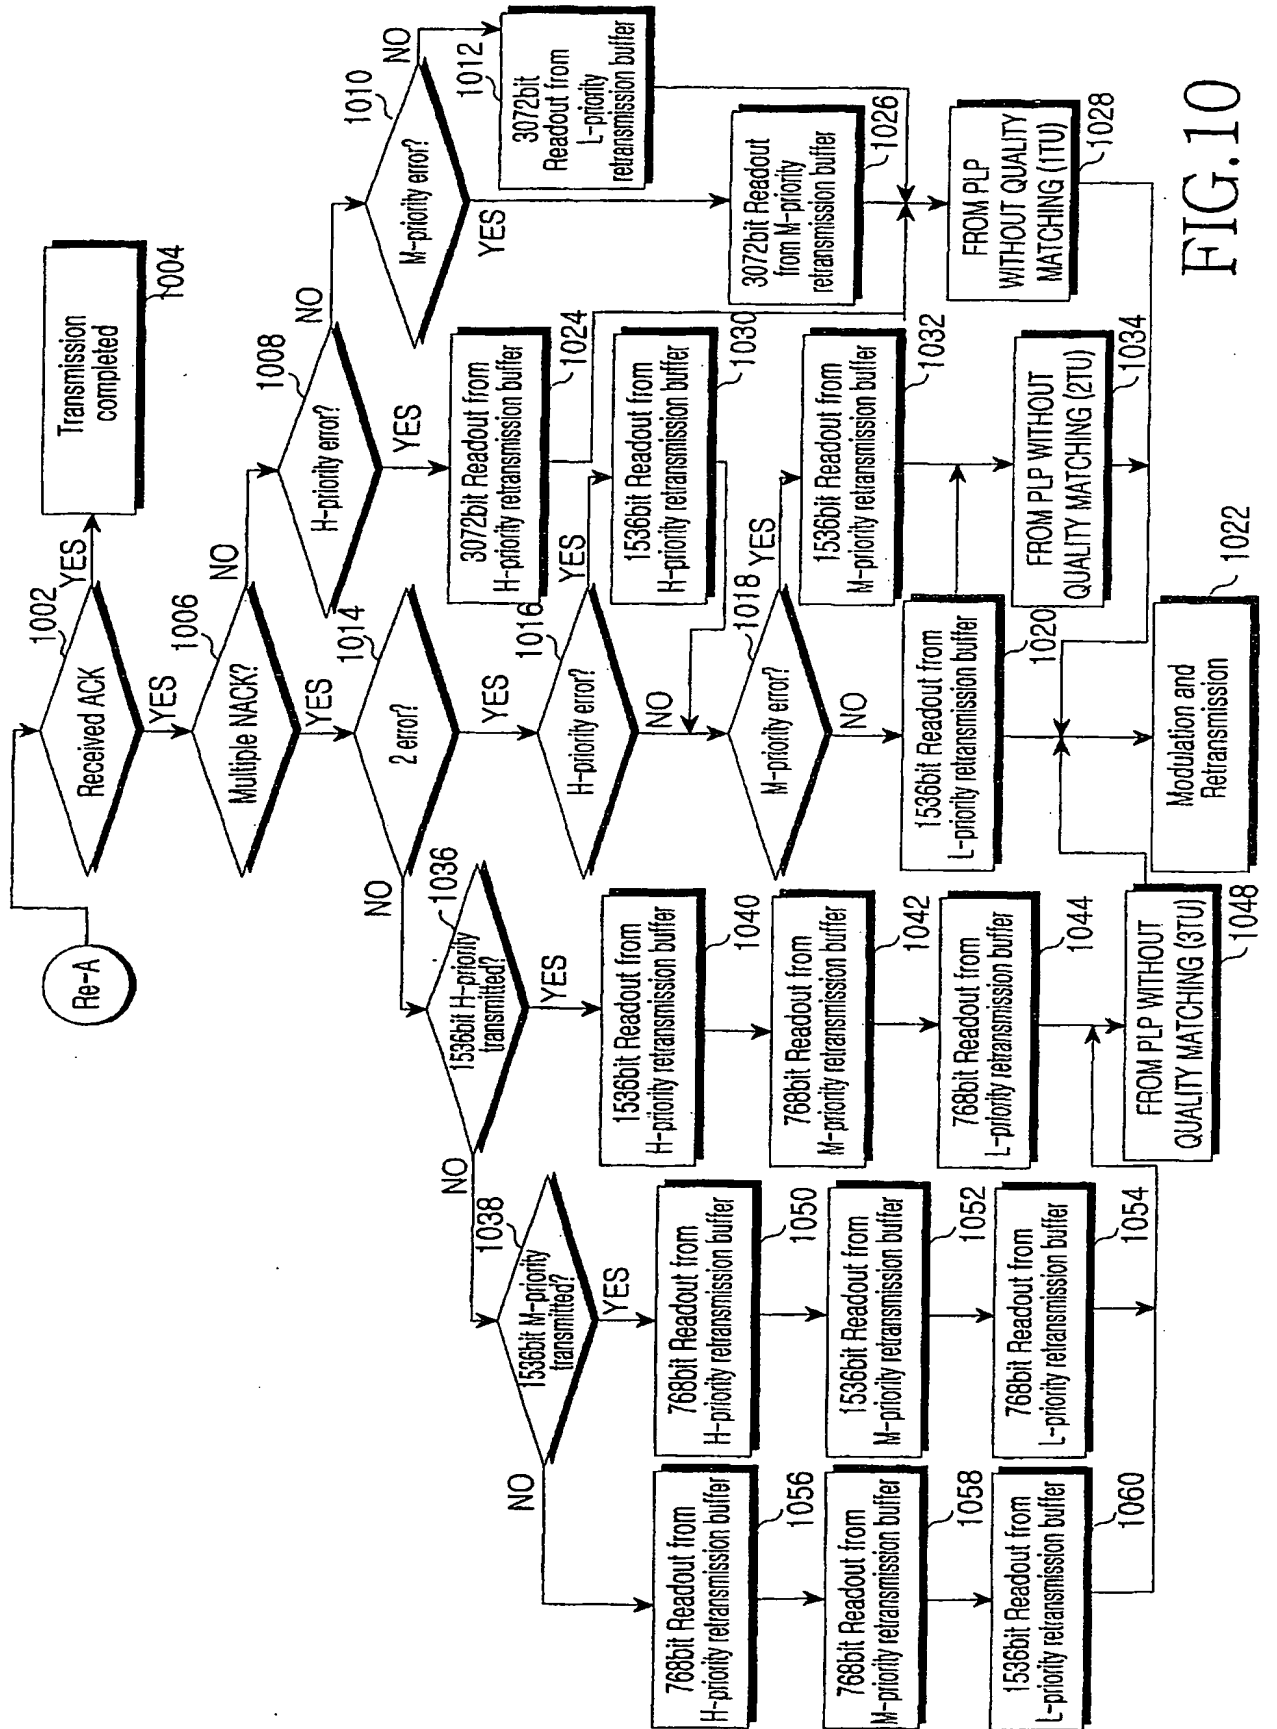 Re-A
1002
Received ACK
YES
YES
Transmission
completed
1004
1006
Multiple NACK?
NO
YES
1008
H-priority error?
NO
YES
1010
M-priority error?
NO
YES
1012
3072bit
Readout from
L-priority
retransmission buffer
1014
2 error?
NO
YES
3072bit Readout from
H-priority retransmission buffer
1024
3072bit Readout
from M-priority
retransmission buffer
1026
1016
H-priority error?
YES
NO
1536bit Readout from
H-priority retransmission buffer
1030
1018
M-priority error?
YES
NO
1536bit Readout from
M-priority retransmission buffer
1032
FROM PLP
WITHOUT QUALITY
MATCHING (1TU)
1028
1536bit Readout from
L-priority retransmission buffer
1020
FROM PLP WITHOUT
QUALITY MATCHING (2TU)
1034
1036
1536bit H-priority
transmitted?
NO
YES
1536bit Readout from
H-priority retransmission buffer
1040
768bit Readout from
M-priority retransmission buffer
1042
768bit Readout from
L-priority retransmission buffer
1044
1038
1536bit M-priority
transmitted?
NO
YES
768bit Readout from
H-priority retransmission buffer
1050
1536bit Readout from
M-priority retransmission buffer
1052
768bit Readout from
L-priority retransmission buffer
1054
768bit Readout from
H-priority retransmission buffer
1056
768bit Readout from
M-priority retransmission buffer
1058
1536bit Readout from
L-priority retransmission buffer
1060
FROM PLP WITHOUT
QUALITY MATCHING (3TU)
1048
Modulation and
Retransmission
1022
FIG.10